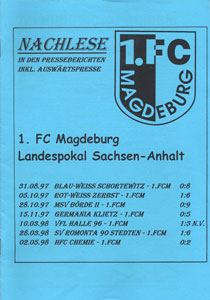 NACHLESE
IN DEN PRESSEBERICHTEN
INKL. AUSWÄRTSPRESSE
1. FC
MAGDEBURG
1. FC Magdeburg
Landespokal Sachsen-Anhalt
31.08.97 BLAU-WEISS SCHORTEWITZ - 1.FCM 0:8
05.10.97 ROT-WEISS ZERBST - 1.FCM 1:6
28.10.97 MSV BÖRDE II - 1.FCM 0:9
15.11.97 GERMANIA KLIETZ - 1.FCM 0:5
10.03.98 VFL HALLE 96 - 1.FCM 1:3 N.V.
28.03.98 SV ROMONTA 90 STEDTEN - 1.FCM 1:6
02.05.98 HFC CHEMIE - 1.FCM 0:2